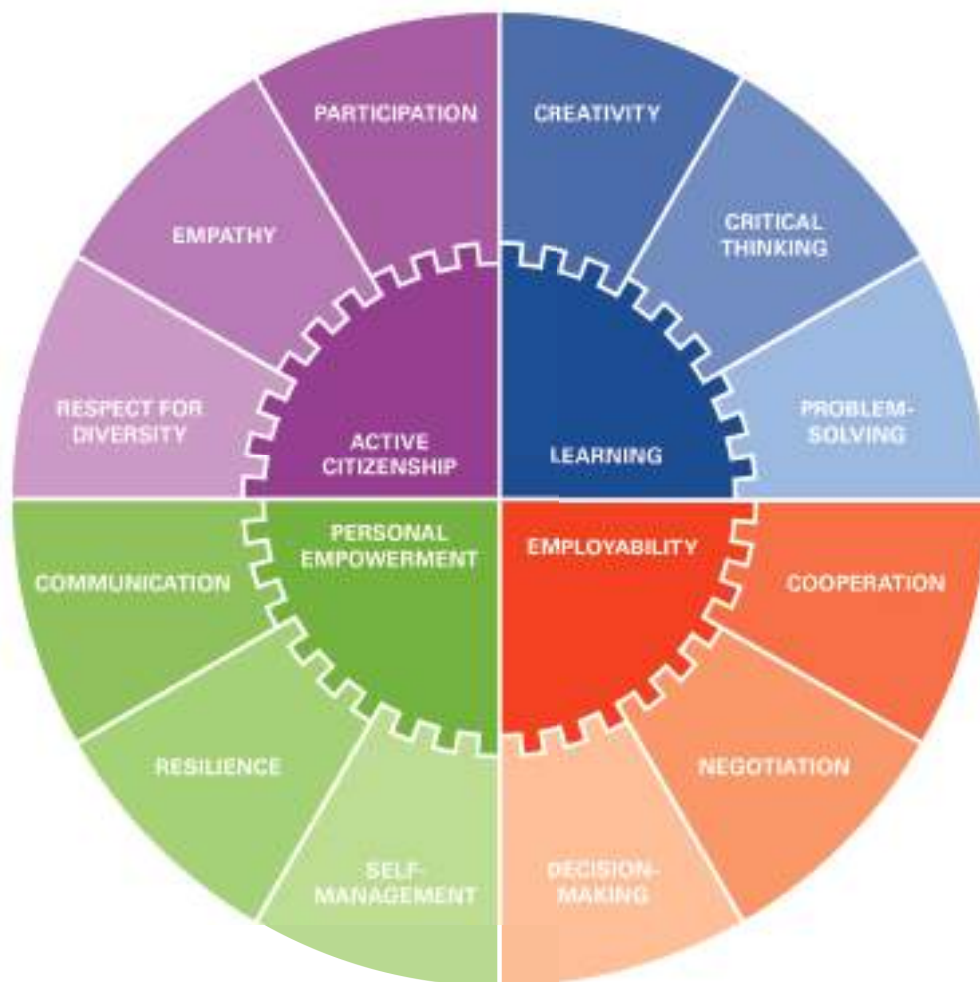 PARTICIPATION
CREATIVITY
EMPATHY
CRITICAL
THINKING
RESPECT FOR
DIVERSITY
PROBLEM-
SOLVING
ACTIVE
CITIZENSHIP
LEARNING
PERSONAL
EMPOWERMENT
EMPLOYABILITY
COMMUNICATION
COOPERATION
RESILIENCE
NEGOTIATION
SELF-
MANAGEMENT
DECISION-
MAKING